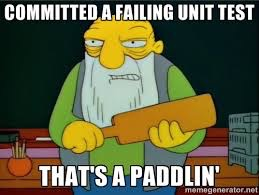 COMMITTED A FAILING UNIT TEST
THAT'S A PADDLIN'
memegenerator.net